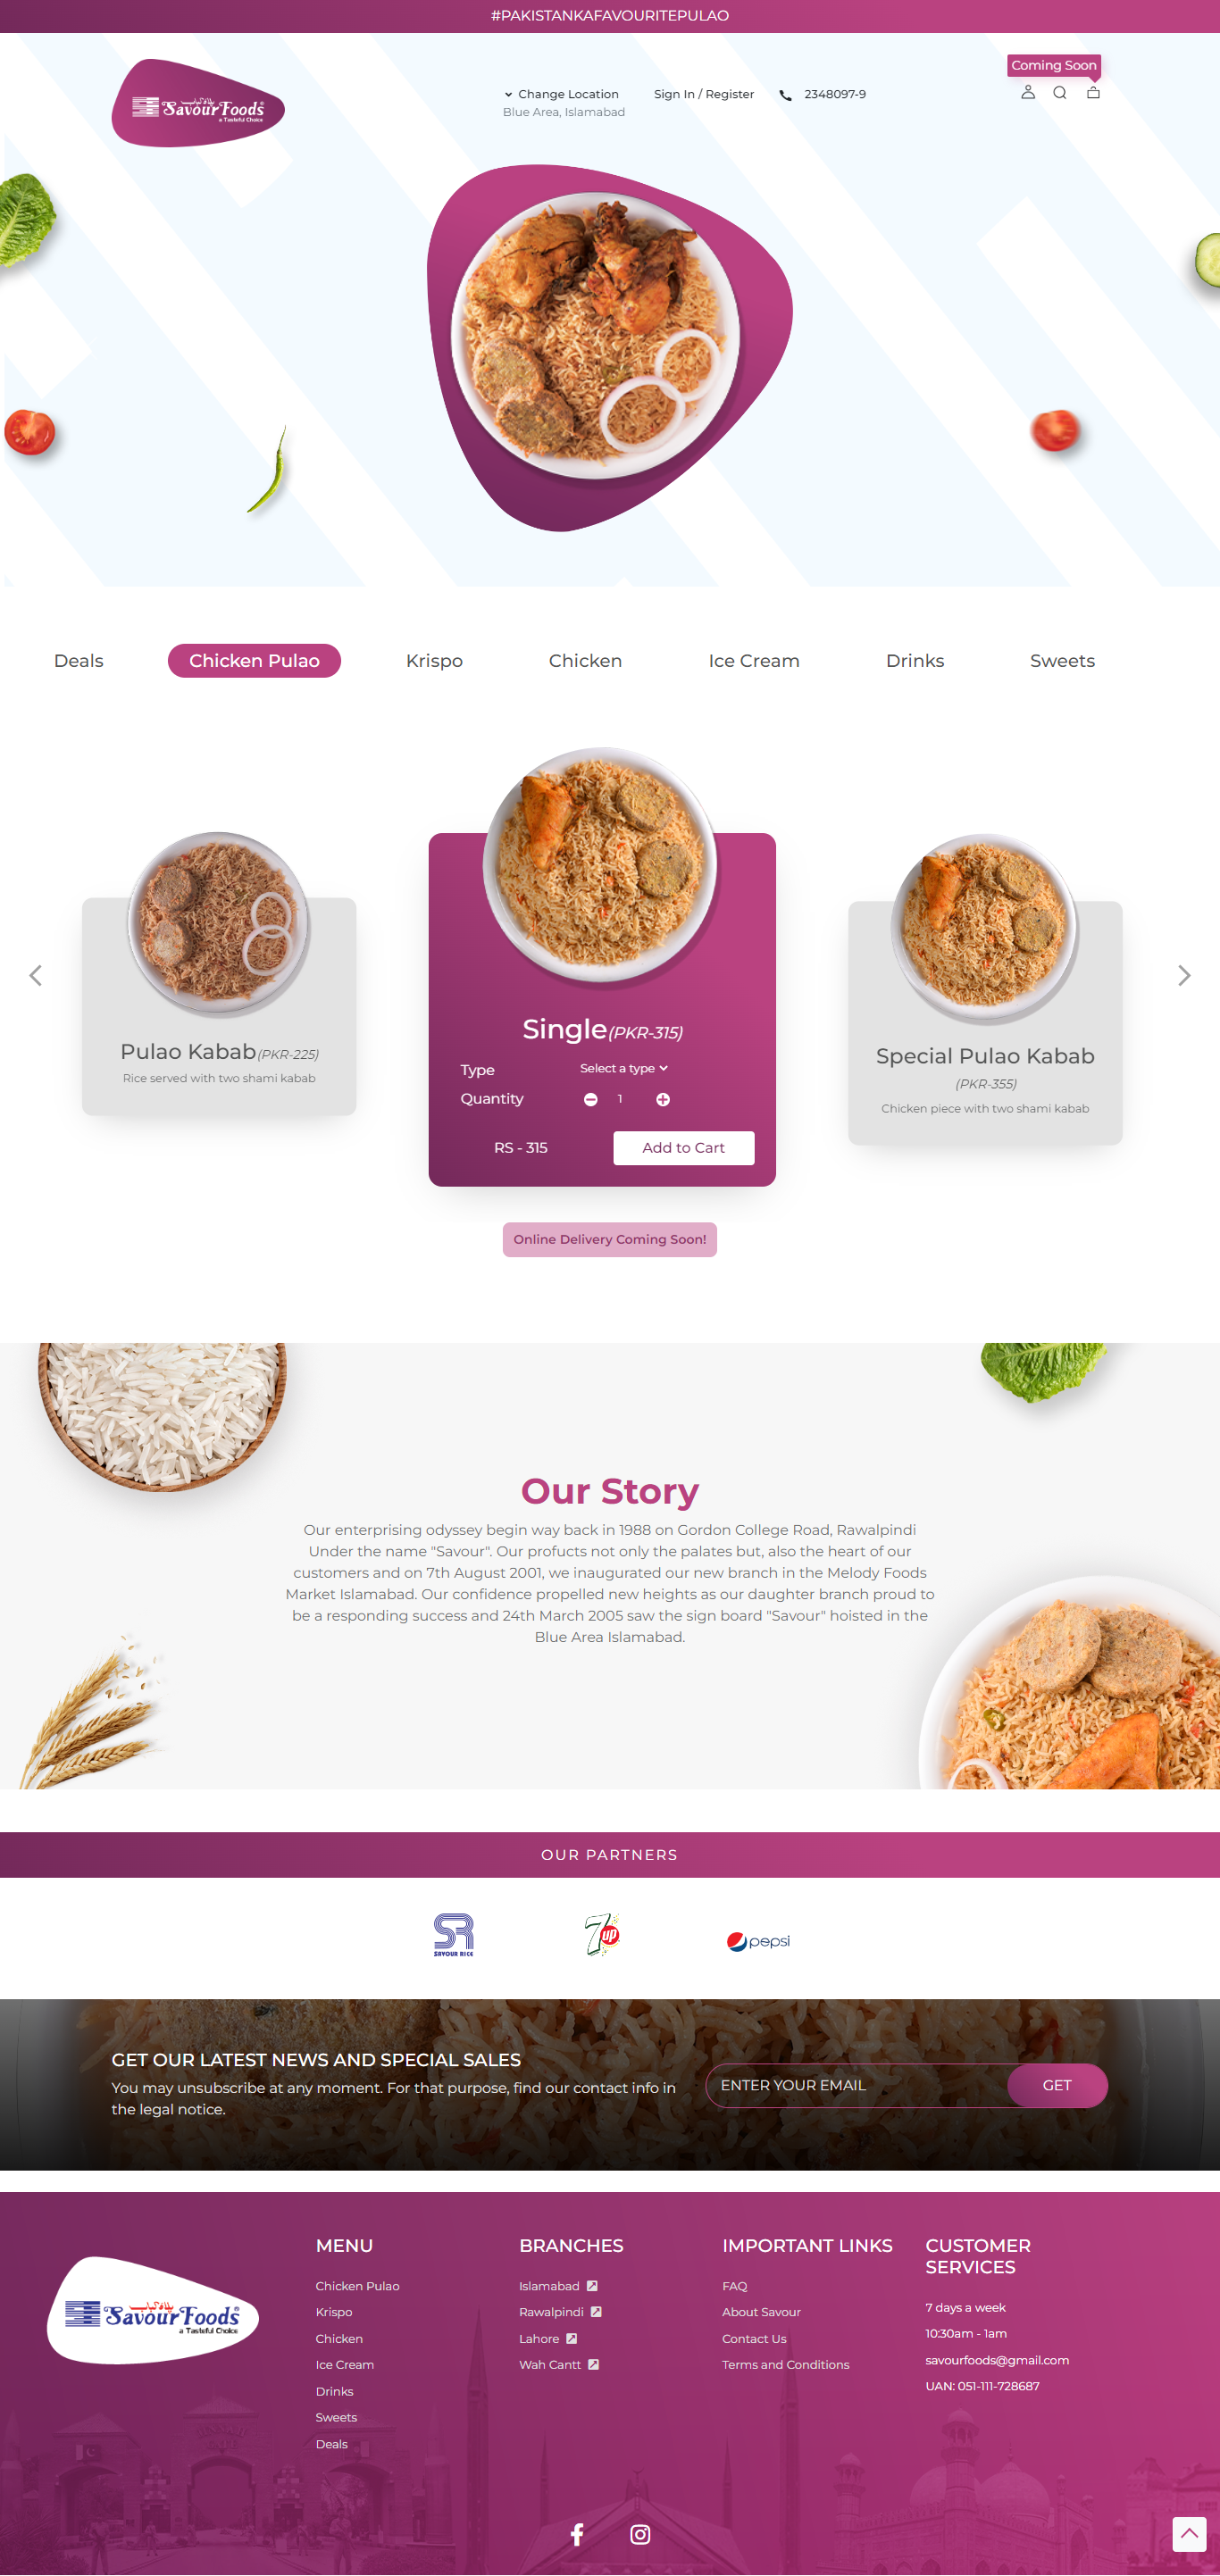 #PAKISTANKAFAVOURITEPULAO
Coming Soon
SavourFoods
a Tasteful Choice
Change Location
Sign In / Register
2348097-9
Blue Area, Islamabad
Deals
Chicken Pulao
Krispo
Chicken
Ice Cream
Drinks
Sweets
Pulao Kabab(PKR-225)
Rice served with two shami kabab
Single(PKR-315)
Type
Select a type
Quantity
1
RS - 315
Add to Cart
Special Pulao Kabab
(PKR-355)
Chicken piece with two shami kabab
Online Delivery Coming Soon!
Our Story
Our enterprising odyssey begin way back in 1988 on Gordon College Road, Rawalpindi
Under the name "Savour". Our profucts not only the palates but, also the heart of our
customers and on 7th August 2001, we inaugurated our new branch in the Melody Foods
Market Islamabad. Our confidence propelled new heights as our daughter branch proud to
be a responding success and 24th March 2005 saw the sign board "Savour" hoisted in the
Blue Area Islamabad.
OUR PARTNERS
SR
SAVOUR RICE
7up
pepsi
GET OUR LATEST NEWS AND SPECIAL SALES
You may unsubscribe at any moment. For that purpose, find our contact info in
the legal notice.
ENTER YOUR EMAIL
GET
SavourFoods
a Tasteful Choice
MENU
Chicken Pulao
Krispo
Chicken
Ice Cream
Drinks
Sweets
Deals
BRANCHES
Islamabad
Rawalpindi
Lahore
Wah Cantt
IMPORTANT LINKS
FAQ
About Savour
Contact Us
Terms and Conditions
CUSTOMER
SERVICES
7 days a week
10:30am - 1am
savourfoods@gmail.com
UAN: 051-111-728687